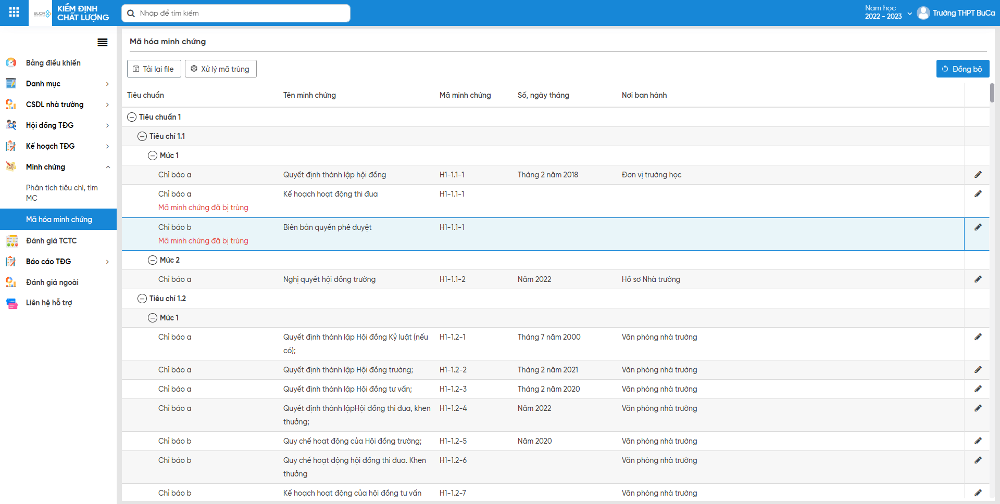 BUCA
KIỂM ĐỊNH
CHẤT LƯỢNG
Nhập để tìm kiếm
Năm học
2022 - 2023
Trường THPT BuCa
Bảng điều khiển
Danh mục
CSDL nhà trường
Hội đồng TĐG
Kế hoạch TĐG
Minh chứng
Phân tích tiêu chí, tìm
MC
Mã hóa minh chứng
Đánh giá TCTC
Báo cáo TĐG
Đánh giá ngoài
Liên hệ hỗ trợ
Mã hóa minh chứng
Tải lại file
Xử lý mã trùng
Đồng bộ
Tiêu chuẩn Tên minh chứng Mã minh chứng Số, ngày tháng Nơi ban hành
Tiêu chuẩn 1
Tiêu chí 1.1
Mức 1
Chỉ báo a Quyết định thành lập hội đồng H1-1.1-1 Tháng 2 năm 2018 Đơn vị trường học
Chỉ báo a Kế hoạch hoạt động thi đua H1-1.1-1
Mã minh chứng đã bị trùng
Chỉ báo b Biên bản quyền phê duyệt H1-1.1-1
Mã minh chứng đã bị trùng
Mức 2
Chỉ báo a Nghị quyết hội đồng trường H1-1.1-2 Năm 2022 Hồ sơ Nhà trường
Tiêu chí 1.2
Mức 1
Chỉ báo a Quyết định thành lập Hội đồng Kỷ luật (nếu H1-1.2-1 Tháng 7 năm 2000 Văn phòng nhà trường
có);
Chỉ báo a Quyết định thành lập Hội đồng trường; H1-1.2-2 Tháng 2 năm 2021 Văn phòng nhà trường
Chỉ báo a Quyết định thành lập Hội đồng tư vấn; H1-1.2-3 Tháng 2 năm 2020 Văn phòng nhà trường
Chỉ báo a Quyết định thành lậpHội đồng thi đua, khen H1-1.2-4 Năm 2022 Văn phòng nhà trường
thưởng;
Chỉ báo b Quy chế hoạt động của Hội đồng trường; H1-1.2-5 Năm 2020 Văn phòng nhà trường
Chỉ báo b Quy chế hoạt động hội đồng thi đua. Khen H1-1.2-6 Văn phòng nhà trường
thưởng
Chỉ báo b Kế hoạch hoạt động của hội đồng tư vấn H1-1.2-7 Văn phòng nhà trường